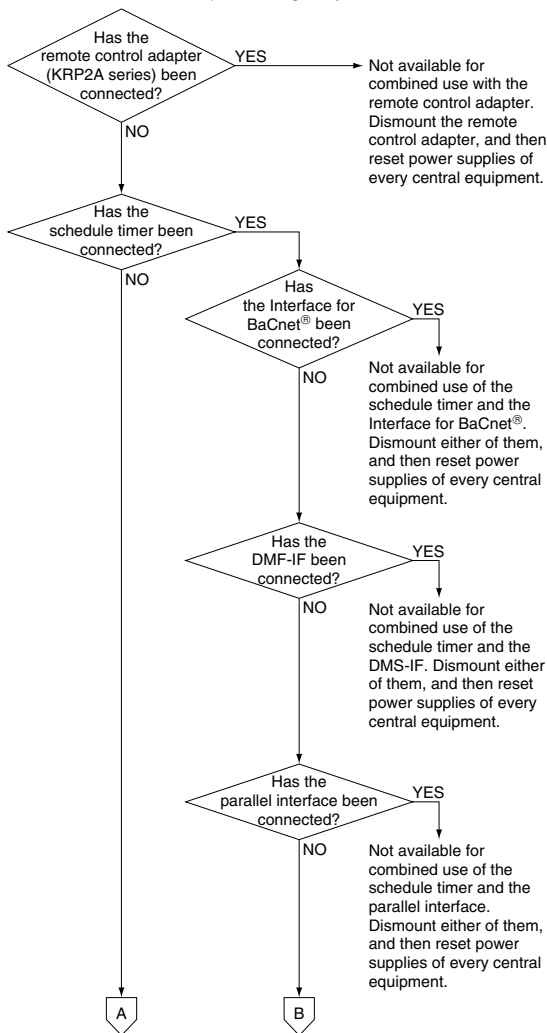 Has the
remote control adapter
(KRP2A series) been
connected?
YES
Not available for
combined use with the
remote control adapter.
Dismount the remote
control adapter, and then
reset power supplies of
every central equipment.
NO
Has the
schedule timer been
connected?
YES
NO
Has
the Interface for
BaCnet® been
connected?
YES
Not available for
combined use of the
schedule timer and the
Interface for BaCnet®.
Dismount either of them,
and then reset power
supplies of every central
equipment.
NO
Has the
DMF-IF been
connected?
YES
Not available for
combined use of the
schedule timer and the
DMS-IF. Dismount either
of them, and then reset
power supplies of every
central equipment.
NO
Has the
parallel interface been
connected?
YES
Not available for
combined use of the
schedule timer and the
parallel interface.
Dismount either of them,
and then reset power
supplies of every central
equipment.
NO
A
B